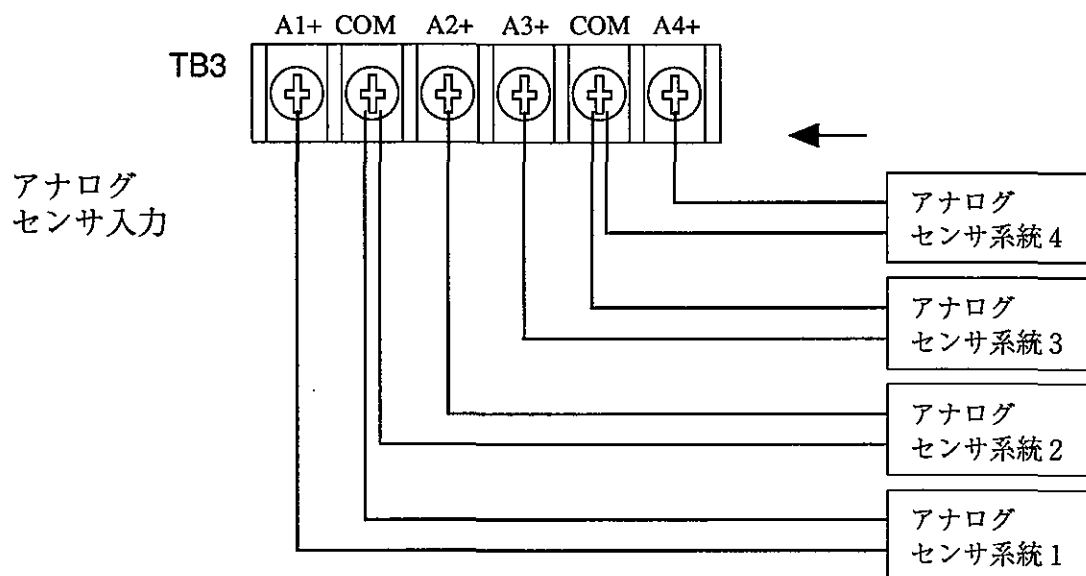 A1+ COM A2+ A3+ COM A4+
TB3
アナログ
センサ入力
アナログ
センサ系統4
アナログ
センサ系統3
アナログ
センサ系統2
アナログ
センサ系統1